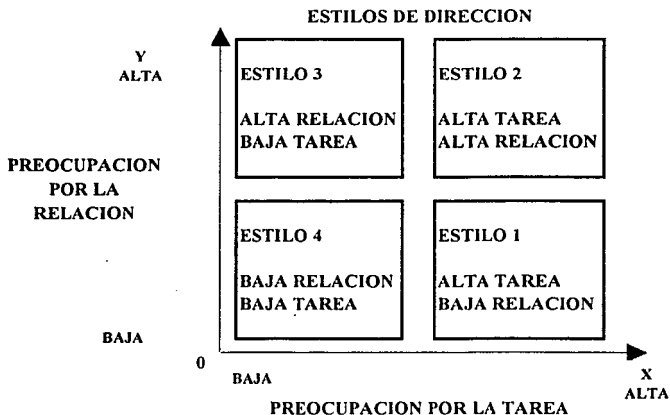 ESTILOS DE DIRECCION
Y
ALTA
ESTILO 3
ALTA RELACION
BAJA TAREA
ESTILO 2
ALTA TAREA
ALTA RELACION
PREOCUPACION
POR LA
RELACION
ESTILO 4
BAJA RELACION
BAJA TAREA
ESTILO 1
ALTA TAREA
BAJA RELACION
BAJA
0
BAJA
X
ALTA
PREOCUPACION POR LA TAREA